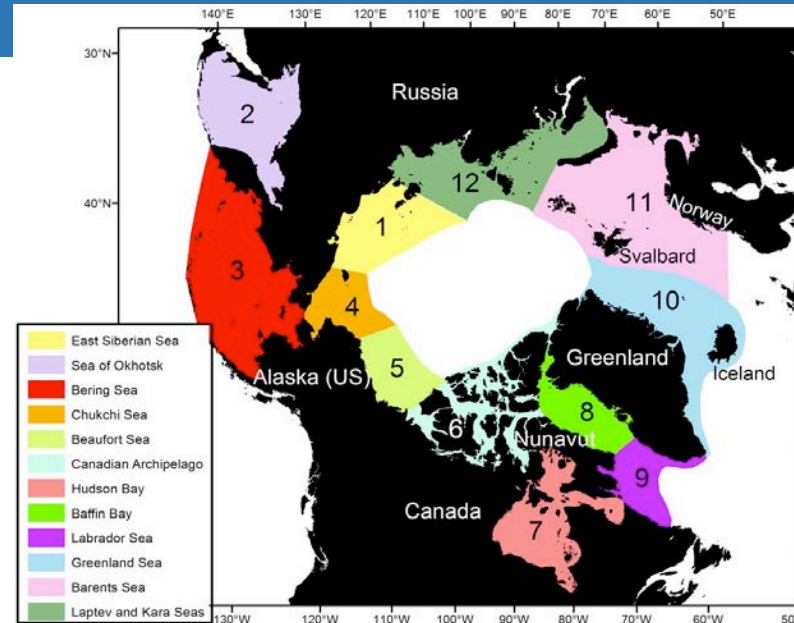 140°E 130°E 120°E 110°E 100°E 90°E 80°E 70°E 60°E 50°E
30°N
Russia
2
12
11
Norway
40°N
1
Svalbard
3
10
4
East Siberian Sea
Sea of Okhotsk
Bering Sea
Chukchi Sea
Beaufort Sea
Canadian Archipelago
Hudson Bay
Baffin Bay
Labrador Sea
Greenland Sea
Barents Sea
Laptev and Kara Seas
Greenland
5
Alaska (US)
Iceland
8
6
Nunavut
9
Canada
7
130°W 120°W 110°W 100°W 90°W 80°W 70°W 60°W